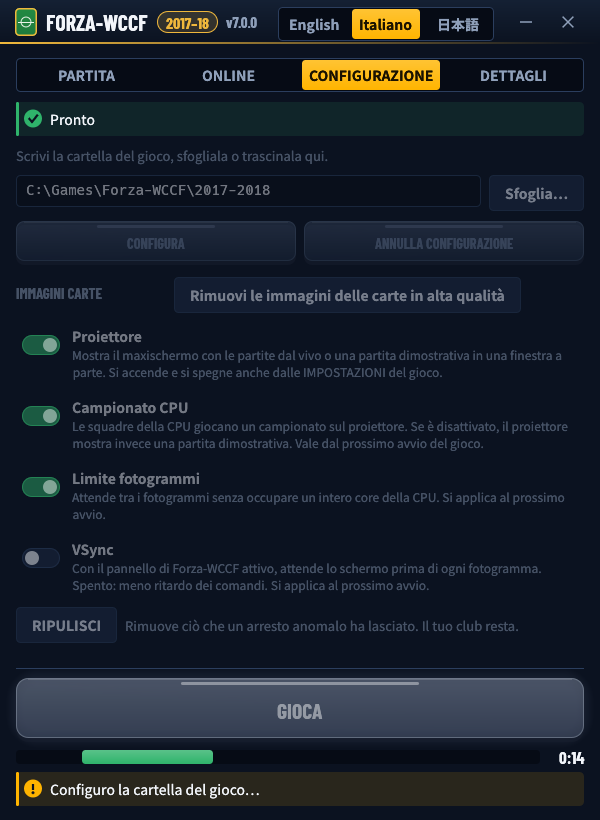 FORZA-WCCF 2017-18 v7.0.0 English Italiano 日本語
PARTITA ONLINE CONFIGURAZIONE DETTAGLI
Pronto
Scrivi la cartella del gioco, sfogliala o trascinala qui.
C:\Games\Forza-WCCF\2017-2018 Sfoglia...
CONFIGURA ANNULLA CONFIGURAZIONE
IMMAGINI CARTE Rimuovi le immagini delle carte in alta qualità
Proiettore
Mostra il maxischermo con le partite dal vivo o una partita dimostrativa in una finestra a
parte. Si accende e si spegne anche dalle IMPOSTAZIONI del gioco.
Campionato CPU
Le squadre della CPU giocano un campionato sul proiettore. Se è disattivato, il proiettore
mostra invece una partita dimostrativa. Vale dal prossimo avvio del gioco.
Limite fotogrammi
Attende tra i fotogrammi senza occupare un intero core della CPU. Si applica al prossimo
avvio.
VSync
Con il pannello di Forza-WCCF attivo, attende lo schermo prima di ogni fotogramma.
Spento: meno ritardo dei comandi. Si applica al prossimo avvio.
RIPULISCI Rimuove ciò che un arresto anomalo ha lasciato. Il tuo club resta.
GIOCA
0:14
Configuro la cartella del gioco...